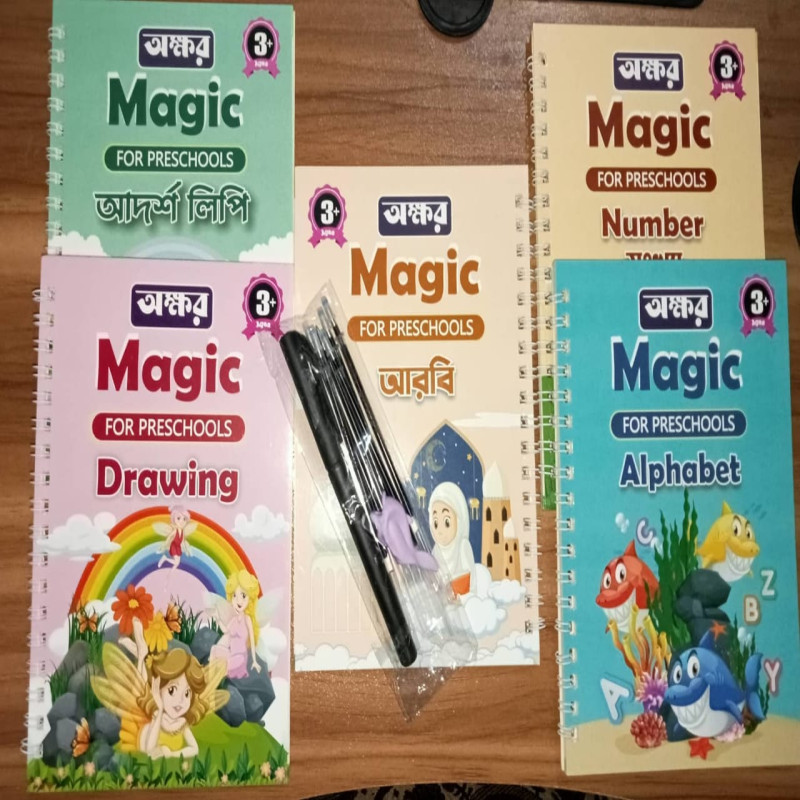 অক্ষর
3+
Magic
FOR PRESCHOOLS
আদর্শ লিপি
অক্ষর
3+
Magic
FOR PRESCHOOLS
Number
অক্ষর
3+
Magic
FOR PRESCHOOLS
আরবি
অক্ষর
3+
Magic
FOR PRESCHOOLS
Drawing
অক্ষর
3+
Magic
FOR PRESCHOOLS
Alphabet
C
Z
B
A
Y